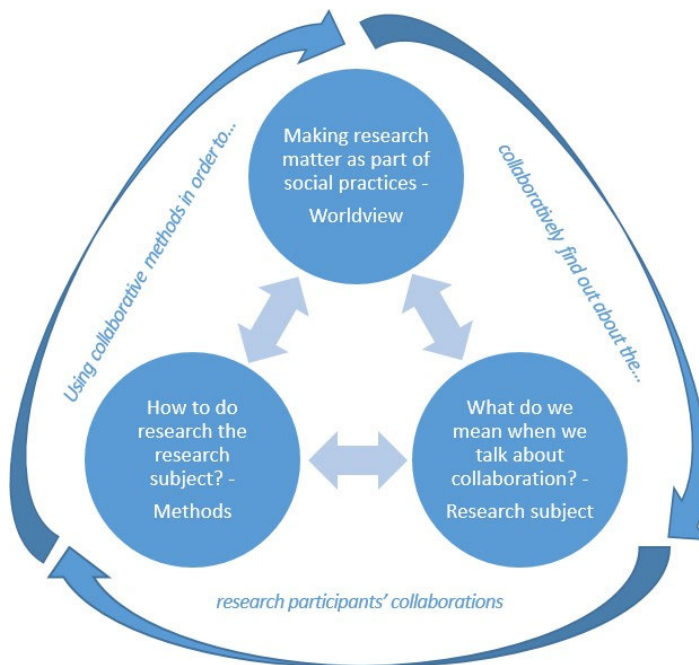 Making research
matter as part of
social practices -
Worldview
Using collaborative methods in order to...
collaboratively find out about the...
How to do
research the
research
subject? -
Methods
What do we
mean when we
talk about
collaboration? -
Research subject
research participants' collaborations